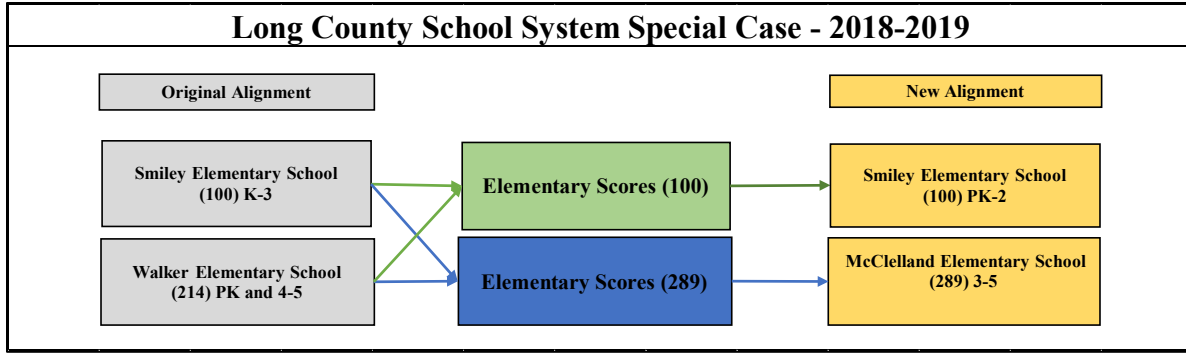 Long County School System Special Case - 2018-2019
Original Alignment
New Alignment
Smiley Elementary School
(100) K-3
Elementary Scores (100)
Smiley Elementary School
(100) PK-2
Walker Elementary School
(214) PK and 4-5
Elementary Scores (289)
McClelland Elementary School
(289) 3-5